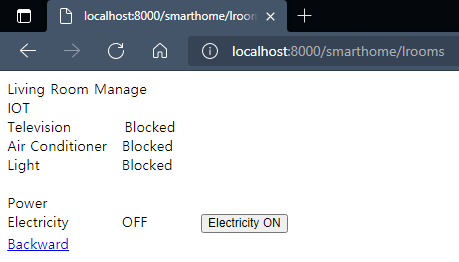 localhost:8000/smarthome/lroom
localhost:8000/smarthome/lrooms
Living Room Manage
IOT
Television Blocked
Air Conditioner Blocked
Light Blocked
Power
Electricity OFF Electricity ON
Backward